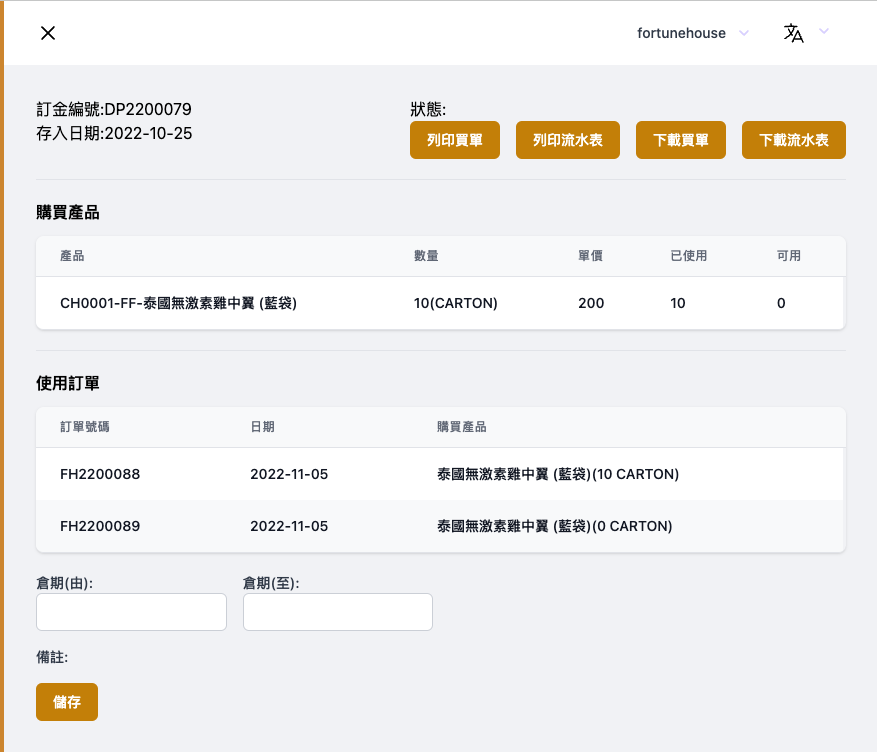 fortunehouse
訂金編號:DP2200079
存入日期:2022-10-25
狀態:
列印買單 列印流水表 下載買單 下載流水表
購買產品
產品 數量 單價 已使用 可用
CH0001-FF-泰國無激素雞中翼 (藍袋) 10(CARTON) 200 10 0
使用訂單
訂單號碼 日期 購買產品
FH2200088 2022-11-05 泰國無激素雞中翼 (藍袋)(10 CARTON)
FH2200089 2022-11-05 泰國無激素雞中翼 (藍袋)(0 CARTON)
倉期(由): 倉期(至):
備註:
儲存